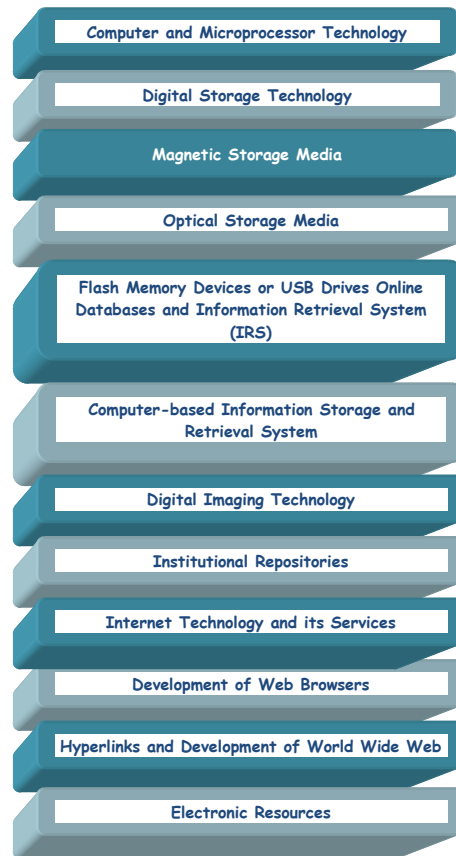 Computer and Microprocessor Technology
Digital Storage Technology
Magnetic Storage Media
Optical Storage Media
Flash Memory Devices or USB Drives Online
Databases and Information Retrieval System
(IRS)
Computer-based Information Storage and
Retrieval System
Digital Imaging Technology
Institutional Repositories
Internet Technology and its Services
Development of Web Browsers
Hyperlinks and Development of World Wide Web
Electronic Resources